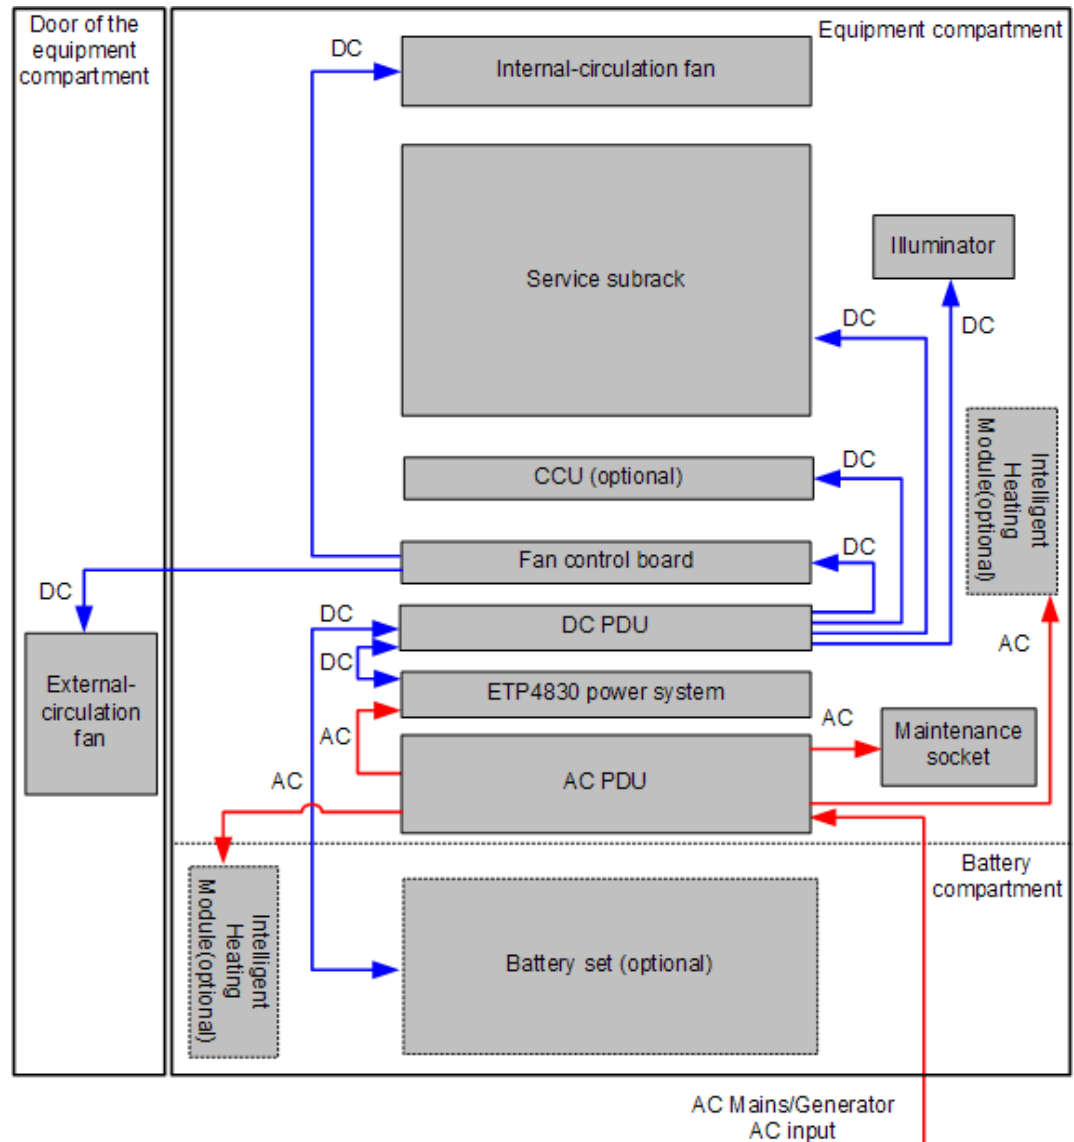 Door of the
equipment
compartment
Equipment compartment
DC
Internal-circulation fan
Service subrack
Illuminator
DC
DC
CCU (optional)
DC
Intelligent
Heating
Module(optional)
Fan control board
DC
DC
External-
circulation
fan
DC
DC PDU
DC
ETP4830 power system
AC
AC
AC PDU
AC
Maintenance
socket
AC
Battery
compartment
Intelligent
Heating
Module(optional)
Battery set (optional)
AC Mains/Generator
AC input